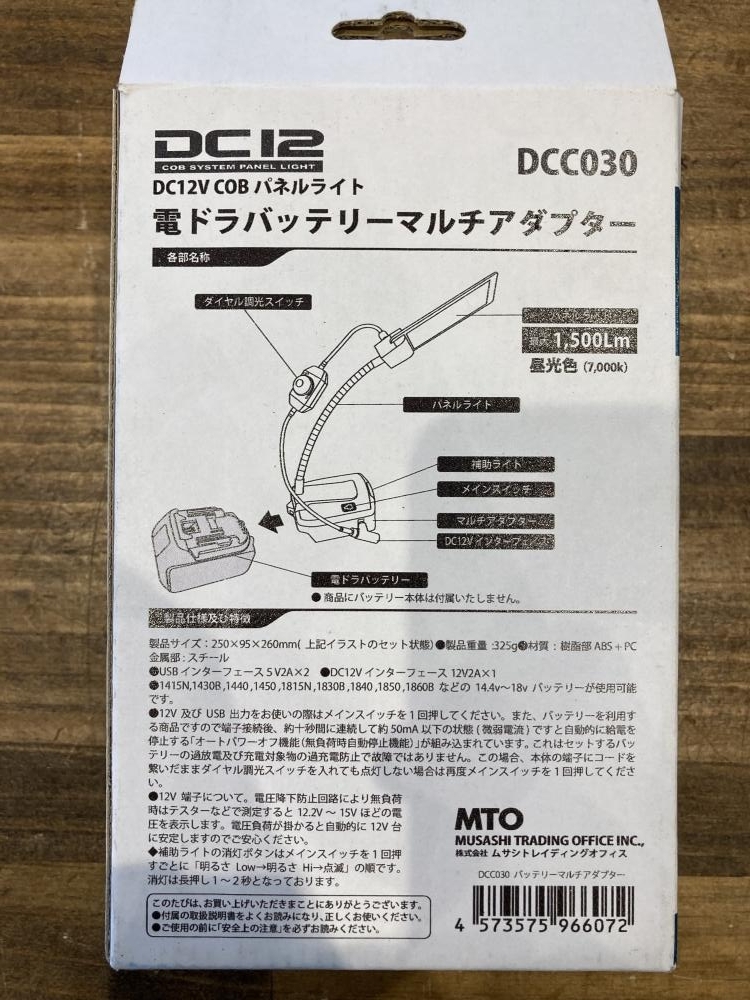 DC12
COB SYSTEM PANEL LIGHT
DCC030
DC12V COB パネルライト
電ドラバッテリーマルチアダプター
各部名称
ダイヤル調光スイッチ
最大 1,500Lm
昼光色 (7,000k)
パネルライト
補助ライト
メインスイッチ
マルチアダプター
DC12V インターフェイス
電ドラバッテリー
● 商品にバッテリー本体は付属いたしません。
製品仕様及び特徴
製品サイズ：250×95×260mm( 上記イラストのセット状態)●製品重量 :325g●材質：樹脂部 ABS＋PC
金属部：スチール
●USB インターフェース 5 V2A×2 ●DC12V インターフェース 12V2A×1
●1415N,1430B ,1440 ,1450 ,1815N ,1830B ,1840 ,1850 ,1860B などの 14.4v～18v バッテリーが使用可能
です。
●12V 及び USB 出力をお使いの際はメインスイッチを 1 回押してください。また、バッテリーを利用す
る商品ですので端子接続後、約十秒間に連続して約 50mA 以下の状態 ( 微弱電流 ) ですと自動的に給電を
停止する「オートパワーオフ機能（無負荷時自動停止機能）」が組み込まれています。これはセットするバッ
テリーの過放電及び充電対象物の過充電防止で故障ではありません。この場合、本体の端子にコードを
繋いだままダイヤル調光スイッチを入れても点灯しない場合は再度メインスイッチを 1 回押してくださ
い。
●12V 端子について。電圧降下防止回路により無負荷
時はテスターなどで測定すると 12.2V ～ 15V ほどの電
圧を表示します。電圧負荷が掛かると自動的に 12V 台
に安定しますのでご安心ください。
◆補助ライトの消灯ボタンはメインスイッチを 1 回押
すごとに「明るさ Low→明るさ Hi→点滅」の順です。
消灯は長押し 1 ～ 2 秒となっております。
このたびは、お買い上げいただきまことにありがとうございます。
●付属の取扱説明書をよくお読みになり、正しくお使いください。
●ご使用の前に「安全上の注意」を必ずお読みください。
MTO
MUSASHI TRADING OFFICE INC.,
株式会社 ムサシトレイディングオフィス
DCC030 バッテリーマルチアダプター
4 573575 966072